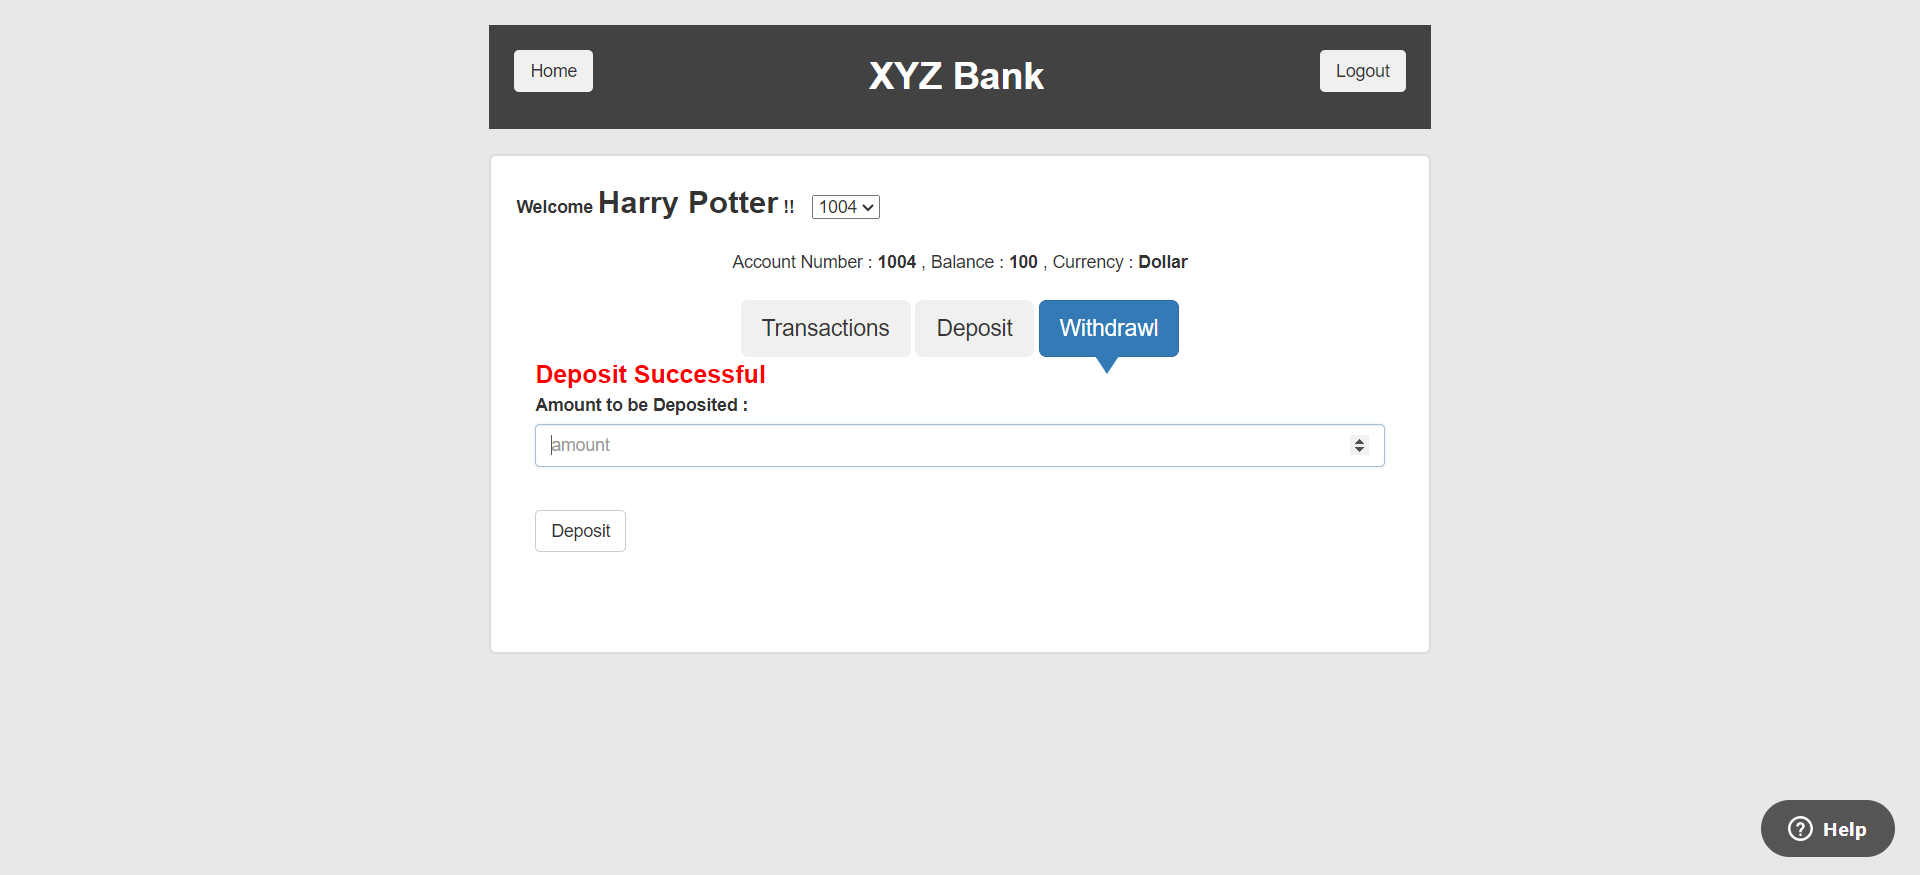 Home
XYZ Bank
Logout
Welcome Harry Potter !! 1004
Account Number : 1004 , Balance : 100 , Currency : Dollar
Transactions Deposit Withdrawl
Deposit Successful
Amount to be Deposited :
amount
Deposit
Help